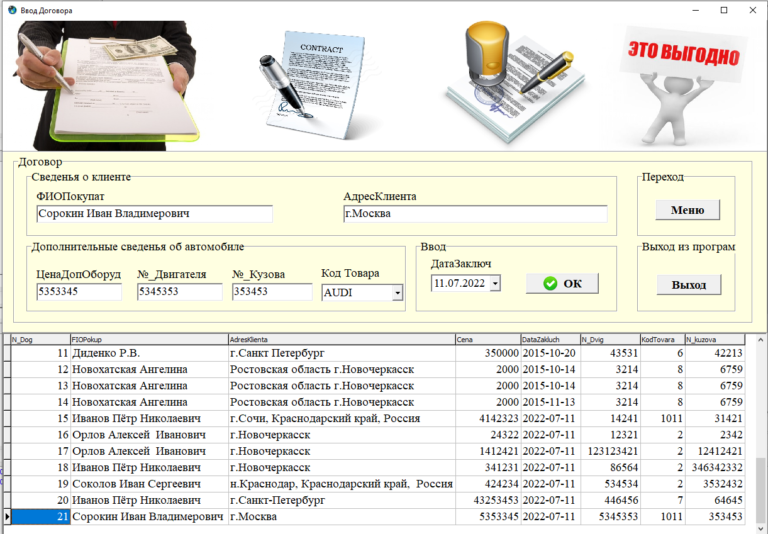 Ввод Договора
CONTRACT
ЭТО ВЫГОДНО
Договор
Сведенья о клиенте
ФИОПокупат
АдресКлиента
Сорокин Иван Владимерович
г.Москва
Переход
Меню
Дополнительные сведенья об автомобиле
ЦенаДопОборуд
№_Двигателя
№_Кузова
Код Товара
5353345
5345353
353453
AUDI
Ввод
ДатаЗаключ
11.07.2022
OK
Выход из програм
Выход
N_Dog FIOPokup AdresKlienta Cena DataZakluch N_Dvig KodTovara N_kuzova
11 Диденко Р.В. г.Санкт Петербург 350000 2015-10-20 43531 6 42213
12 Новохатская Ангелина Ростовская область г.Новочеркасск 2000 2015-10-14 3214 8 6759
13 Новохатская Ангелина Ростовская область г.Новочеркасск 2000 2015-10-14 3214 8 6759
14 Новохатская Ангелина Ростовская область г.Новочеркасск 2000 2015-11-13 3214 8 6759
15 Иванов Пётр Николаевич г.Сочи, Краснодарский край, Россия 4142323 2022-07-11 14241 1011 31421
16 Орлов Алексей Иванович г.Новочеркасск 24322 2022-07-11 12321 2 2342
17 Орлов Алексей Иванович г.Новочеркасск 1412421 2022-07-11 123123421 2 12412421
18 Иванов Пётр Николаевич г.Новочеркасск 341231 2022-07-11 86564 2 346342332
19 Соколов Иван Сергеевич н.Краснодар, Краснодарский край, Россия 424234 2022-07-11 534534 2 3532432
20 Иванов Пётр Николаевич г.Санкт-Петербург 43253453 2022-07-11 446456 7 64645
21 Сорокин Иван Владимерович г.Москва 5353345 2022-07-11 5345353 1011 353453